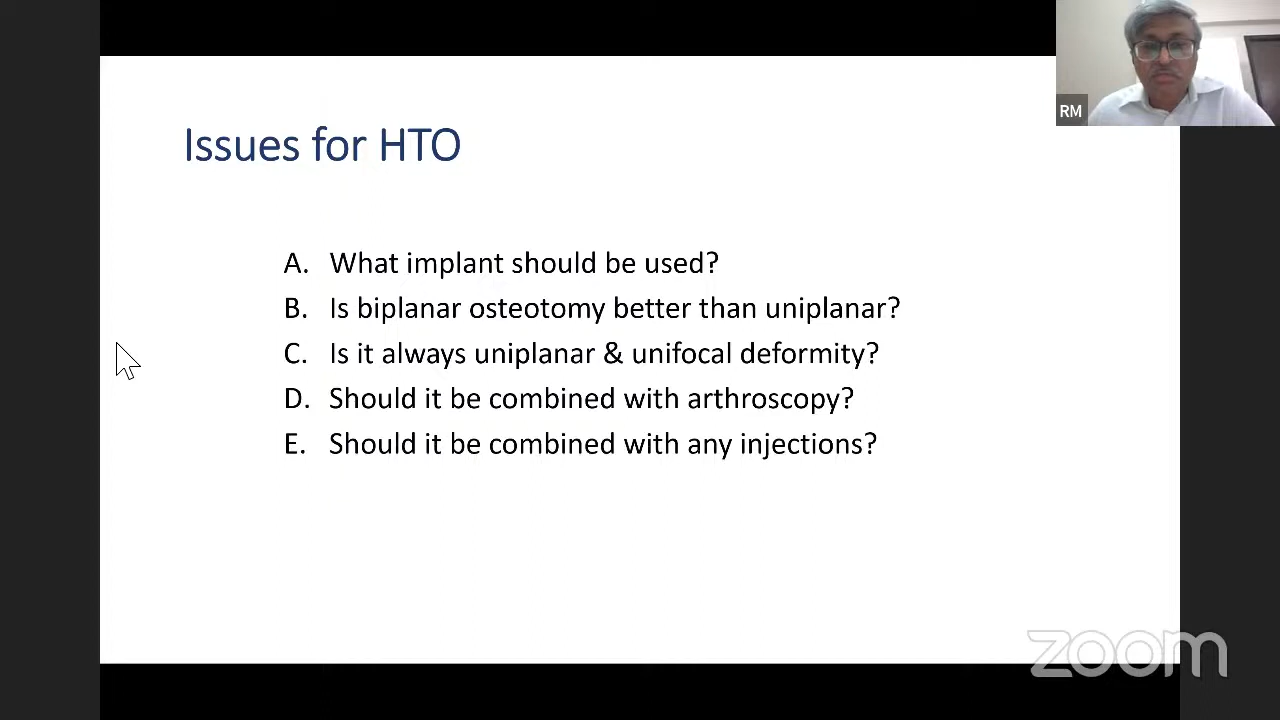 RM
Issues for HTO
A. What implant should be used?
B. Is biplanar osteotomy better than uniplanar?
C. Is it always uniplanar & unifocal deformity?
D. Should it be combined with arthroscopy?
E. Should it be combined with any injections?
zoom